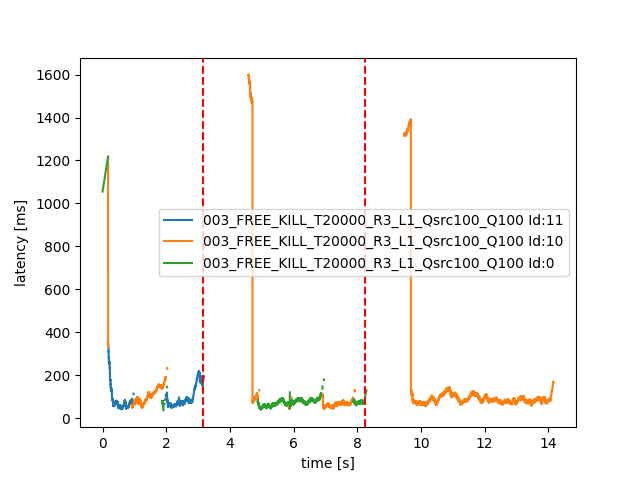 1600
1400
1200
1000
800
600
400
200
0
latency [ms]
003_FREE_KILL_T20000_R3_L1_Qsrc100_Q100 Id:11
003_FREE_KILL_T20000_R3_L1_Qsrc100_Q100 Id:10
003_FREE_KILL_T20000_R3_L1_Qsrc100_Q100 Id:0
0 2 4 6 8 10 12 14
time [s]